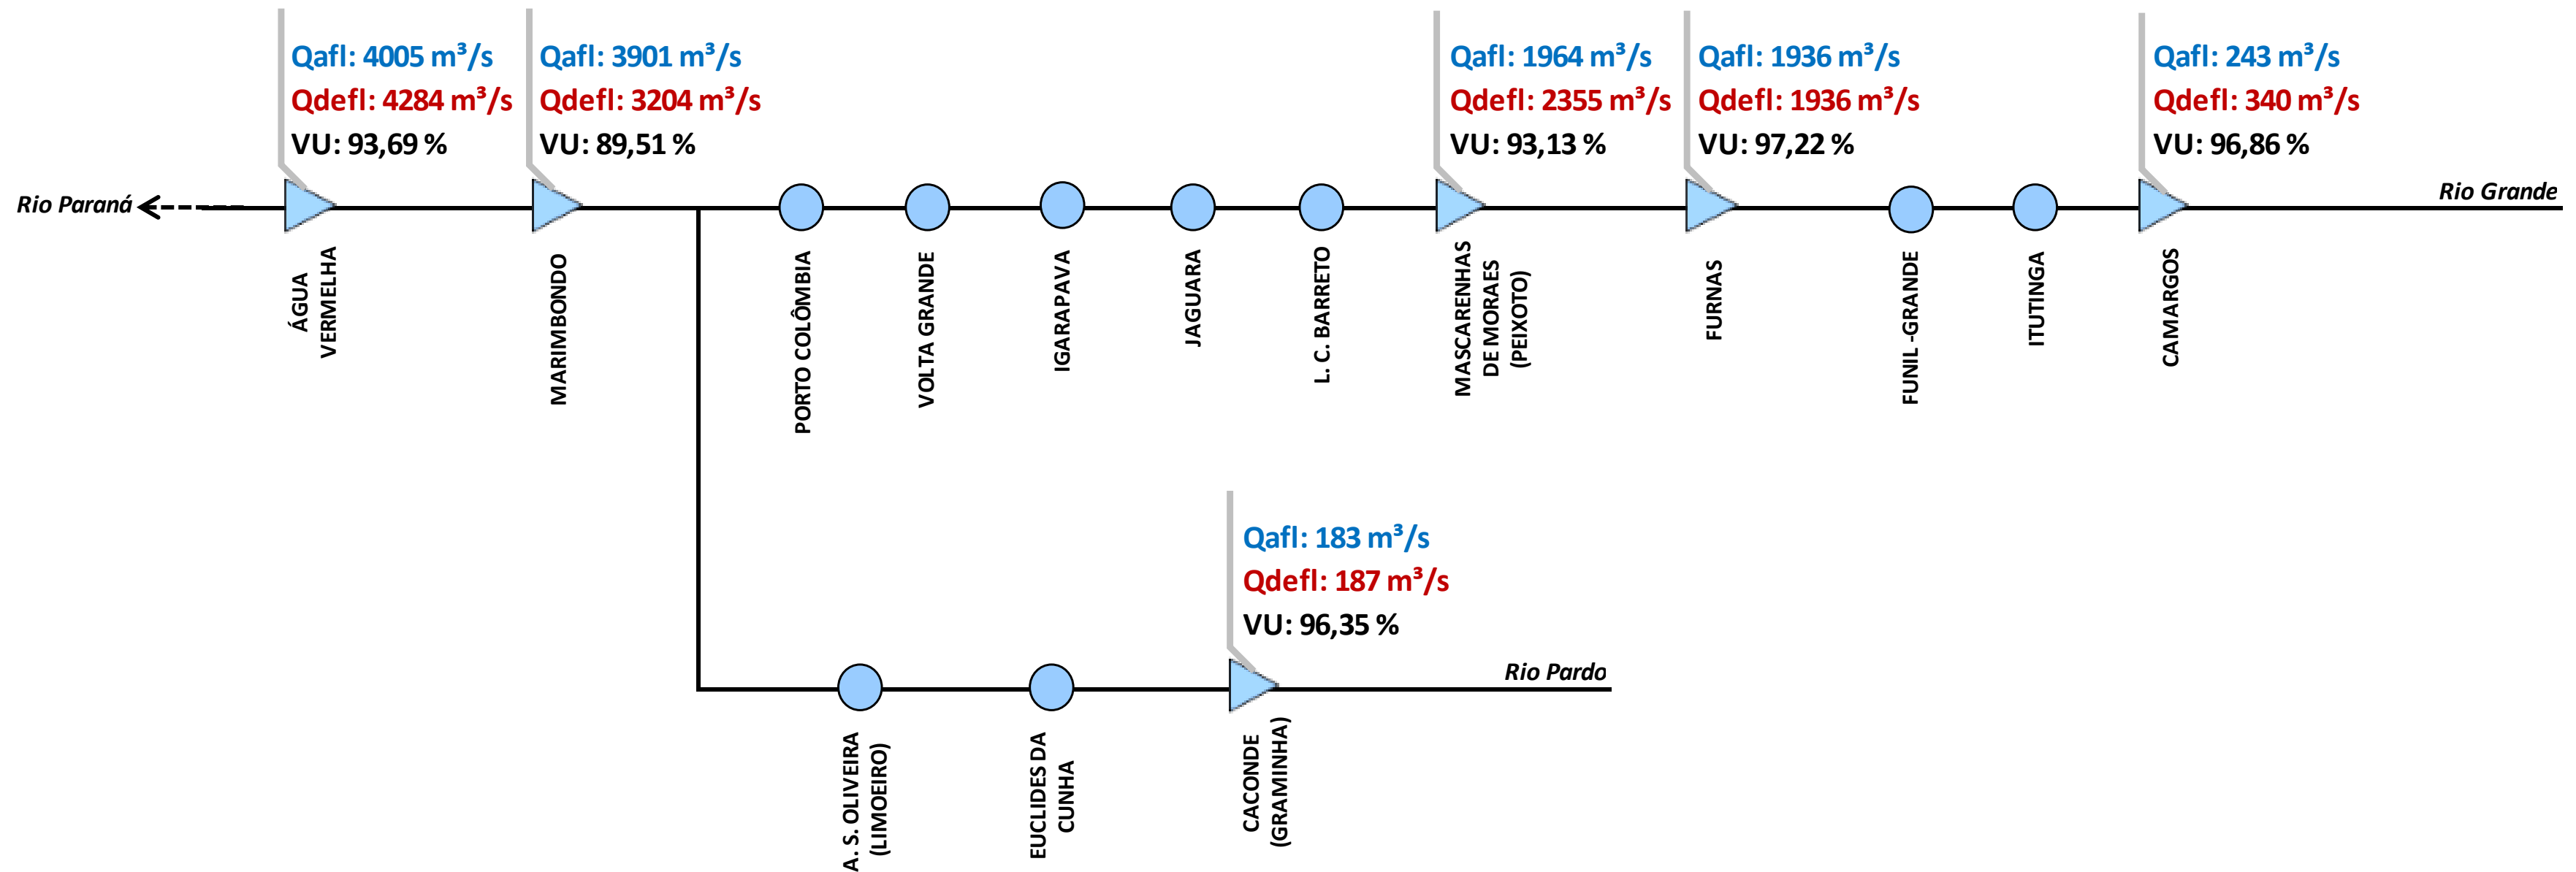 Qafl: 4005 m³/s
Qdefl: 4284 m³/s
VU: 93,69 %
Qafl: 3901 m³/s
Qdefl: 3204 m³/s
VU: 89,51 %
Qafl: 1964 m³/s
Qdefl: 2355 m³/s
VU: 93,13 %
Qafl: 1936 m³/s
Qdefl: 1936 m³/s
VU: 97,22 %
Qafl: 243 m³/s
Qdefl: 340 m³/s
VU: 96,86 %
Rio Paraná
Rio Grande
ÁGUA
VERMELHA
MARIMBONDO
PORTO COLÔMBIA
VOLTA GRANDE
IGARAPAVA
JAGUARA
L. C. BARRETO
MASCARENHAS
DE MORAES
(PEIXOTO)
FURNAS
FUNIL -GRANDE
ITUTINGA
CAMARGOS
Qafl: 183 m³/s
Qdefl: 187 m³/s
VU: 96,35 %
Rio Pardo
A. S. OLIVEIRA
(LIMOEIRO)
EUCLIDES DA
CUNHA
CACONDE
(GRAMINHA)